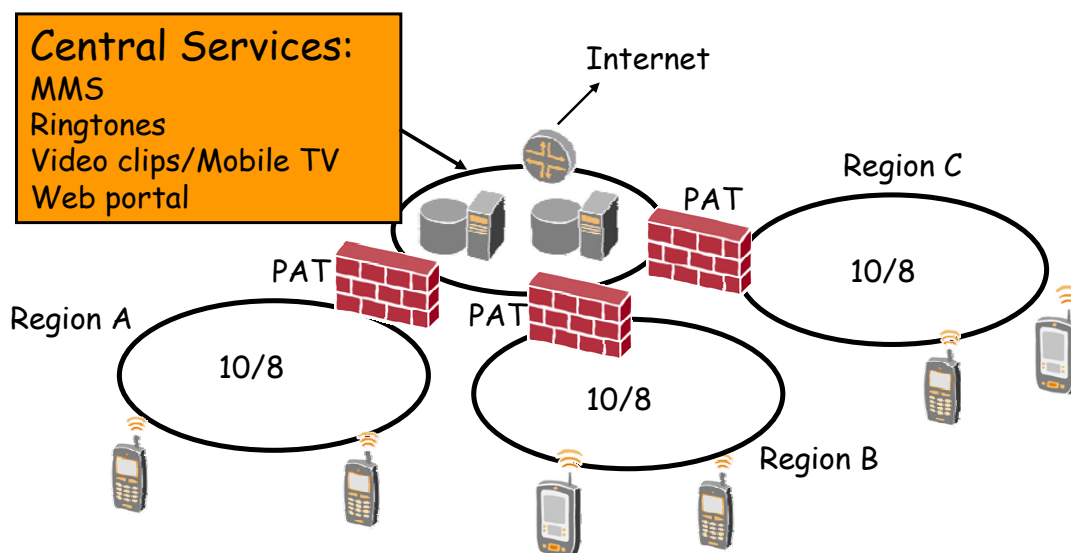 Central Services:
MMS
Ringtones
Video clips/Mobile TV
Web portal
Internet
Region C
PAT
10/8
PAT
Region A
10/8
PAT
10/8
Region B